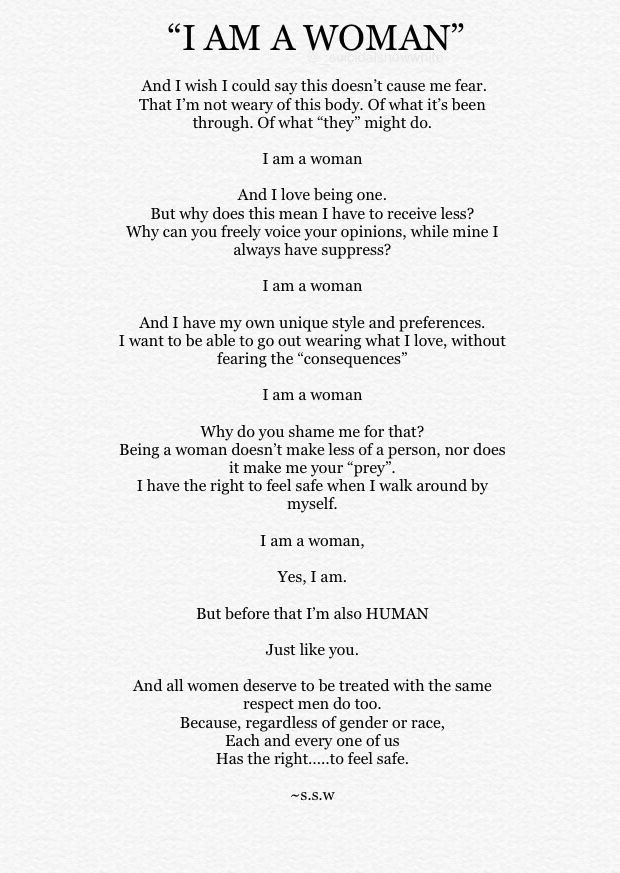 “I AM A WOMAN”
And I wish I could say this doesn’t cause me fear.
That I’m not weary of this body. Of what it’s been
through. Of what “they” might do.
I am a woman
And I love being one.
But why does this mean I have to receive less?
Why can you freely voice your opinions, while mine I
always have suppress?
I am a woman
And I have my own unique style and preferences.
I want to be able to go out wearing what I love, without
fearing the “consequences”
I am a woman
Why do you shame me for that?
Being a woman doesn’t make less of a person, nor does
it make me your “prey”.
I have the right to feel safe when I walk around by
myself.
I am a woman,
Yes, I am.
But before that I’m also HUMAN
Just like you.
And all women deserve to be treated with the same
respect men do too.
Because, regardless of gender or race,
Each and every one of us
Has the right.....to feel safe.
~s.s.w